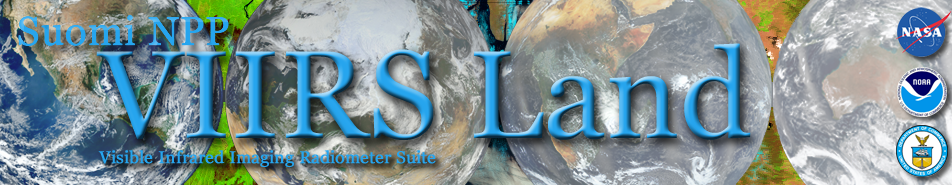 Suomi NPP
VIIRS Land
Visible Infrared Imaging Radiometer Suite
NASA
NOAA